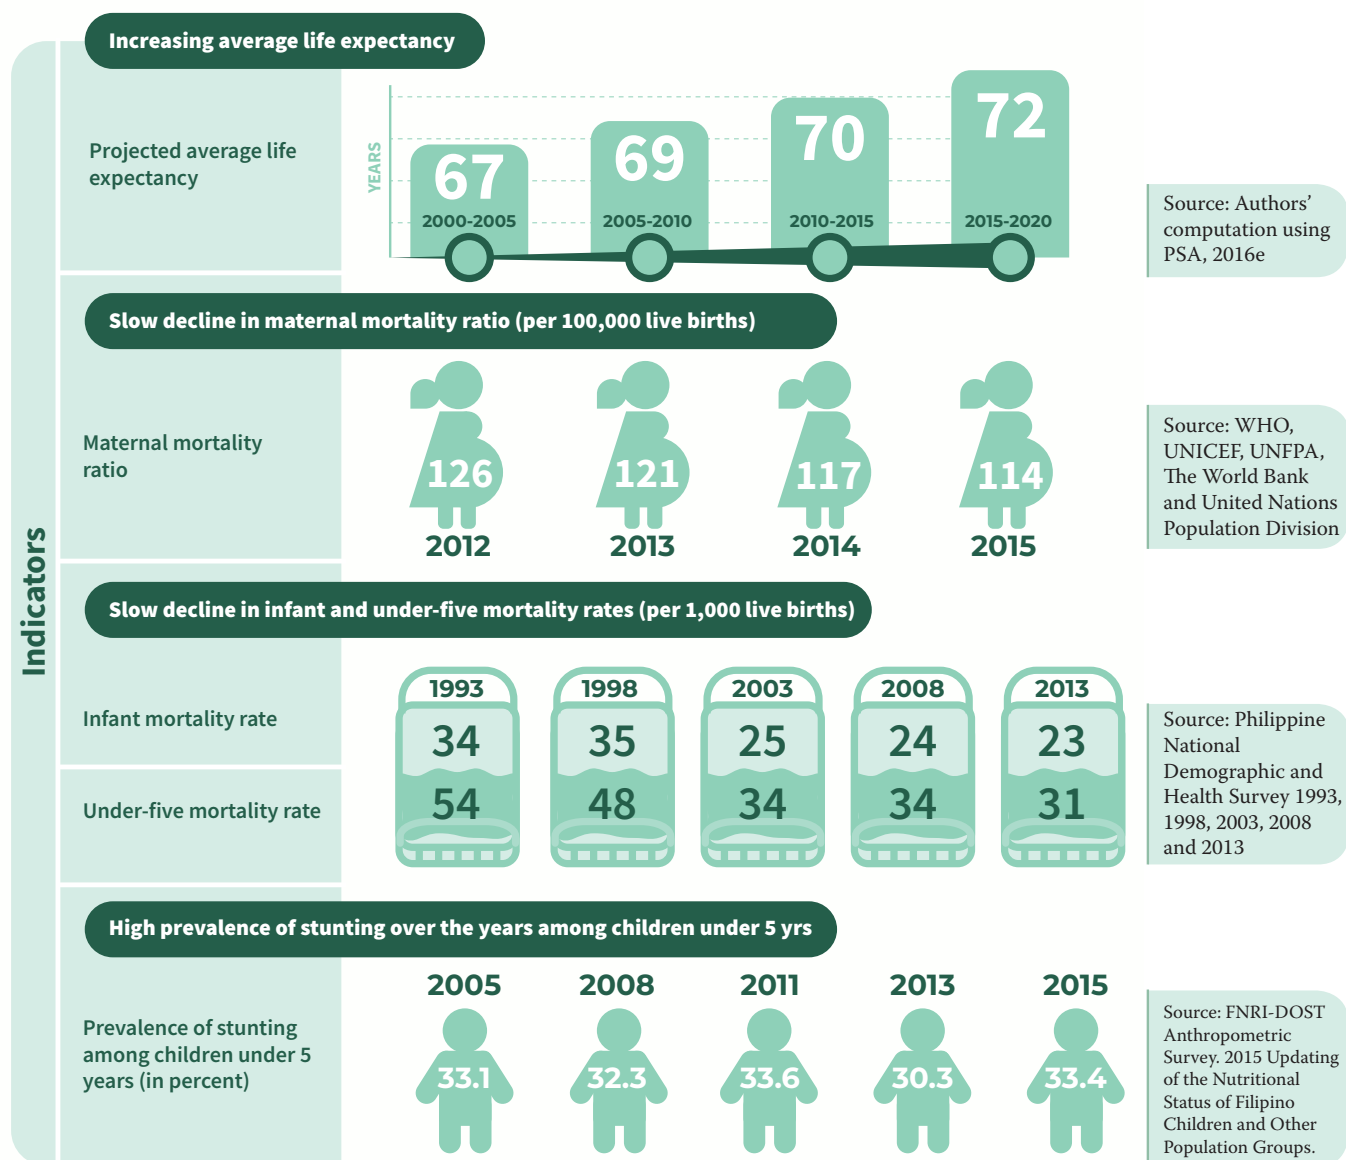 Indicators
Increasing average life expectancy
Projected average life
expectancy
YEARS
67
69
70
72
2000-2005
2005-2010
2010-2015
2015-2020
Source: Authors’
computation using
PSA, 2016e
Slow decline in maternal mortality ratio (per 100,000 live births)
Maternal mortality
ratio
126
121
117
114
2012
2013
2014
2015
Source: WHO,
UNICEF, UNFPA,
The World Bank
and United Nations
Population Division
Slow decline in infant and under-five mortality rates (per 1,000 live births)
1993
1998
2003
2008
2013
Infant mortality rate
34
35
25
24
23
Under-five mortality rate
54
48
34
34
31
Source: Philippine
National
Demographic and
Health Survey 1993,
1998, 2003, 2008
and 2013
High prevalence of stunting over the years among children under 5 yrs
2005
2008
2011
2013
2015
Prevalence of stunting
among children under 5
years (in percent)
33.1
32.3
33.6
30.3
33.4
Source: FNRI-DOST
Anthropometric
Survey. 2015 Updating
of the Nutritional
Status of Filipino
Children and Other
Population Groups.